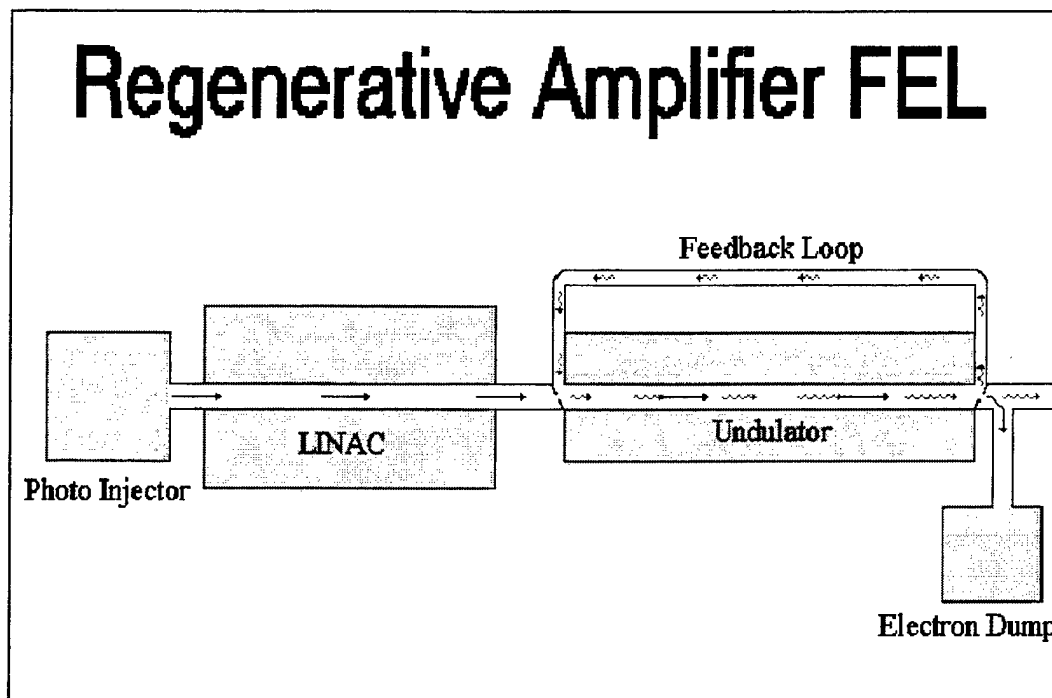 Regenerative Amplifier FEL
Feedback Loop
LINAC
Undulator
Photo Injector
Electron Dump